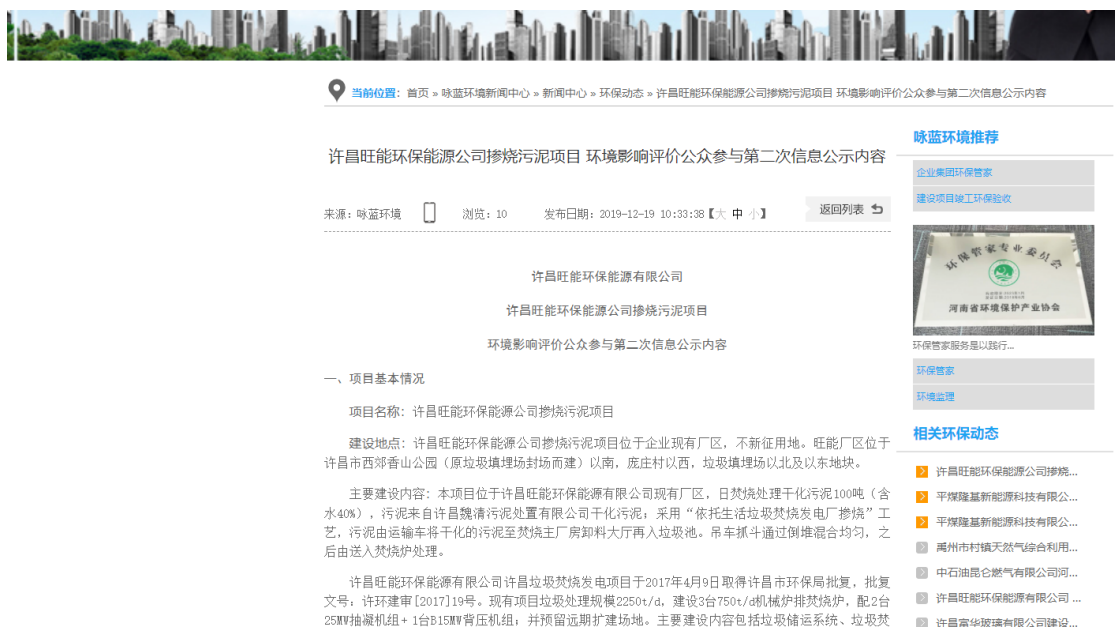 当前位置: 首页 » 咏蓝环境新闻中心 » 新闻中心 » 环保动态 » 许昌旺能环保能源公司掺烧污泥项目 环境影响评价公众参与第二次信息公示内容
许昌旺能环保能源公司掺烧污泥项目 环境影响评价公众参与第二次信息公示内容
来源: 咏蓝环境 浏览: 10 发布日期: 2019-12-19 10:33:38【大 中 小】
返回列表
许昌旺能环保能源有限公司
许昌旺能环保能源公司掺烧污泥项目
环境影响评价公众参与第二次信息公示内容
一、项目基本情况
项目名称: 许昌旺能环保能源公司掺烧污泥项目
建设地点: 许昌旺能环保能源公司掺烧污泥项目位于企业现有厂区, 不新征用地。旺能厂区位于
许昌市西郊香山公园（原垃圾填埋场封场而建）以南, 庞庄村以西, 垃圾填埋场以北及以东地块。
主要建设内容: 本项目位于许昌旺能环保能源有限公司现有厂区, 日焚烧处理干化污泥100吨（含
水40%）, 污泥来自许昌魏清污泥处置有限公司干化污泥; 采用“依托生活垃圾焚烧发电厂掺烧”工
艺, 污泥由运输车将干化的污泥至焚烧主厂房卸料大厅再入垃圾池。吊车抓斗通过倒堆混合均匀, 之
后由送入焚烧炉处理。
许昌旺能环保能源有限公司许昌垃圾焚烧发电项目于2017年4月9日取得许昌市环保局批复, 批复
文号: 许环建审[2017]19号。现有项目垃圾处理规模2250t/d, 建设3台750t/d机械炉排焚烧炉, 配2台
25MW抽凝机组+ 1台B15MW背压机组; 并预留远期扩建场地。主要建设内容包括垃圾储运系统、垃圾焚
咏蓝环境推荐
企业集团环保管家
建设项目竣工环保验收
环保管家专业委员会
河南省环境保护产业协会
环保管家服务是以践行...
环保管家
环境监理
相关环保动态
许昌旺能环保能源公司掺烧...
平煤隆基新能源科技有限公...
平煤隆基新能源科技有限公...
禹州市村镇天然气综合利用...
中石油昆仑燃气有限公司河...
许昌旺能环保能源有限公司 ...
许昌富华玻璃有限公司建设...